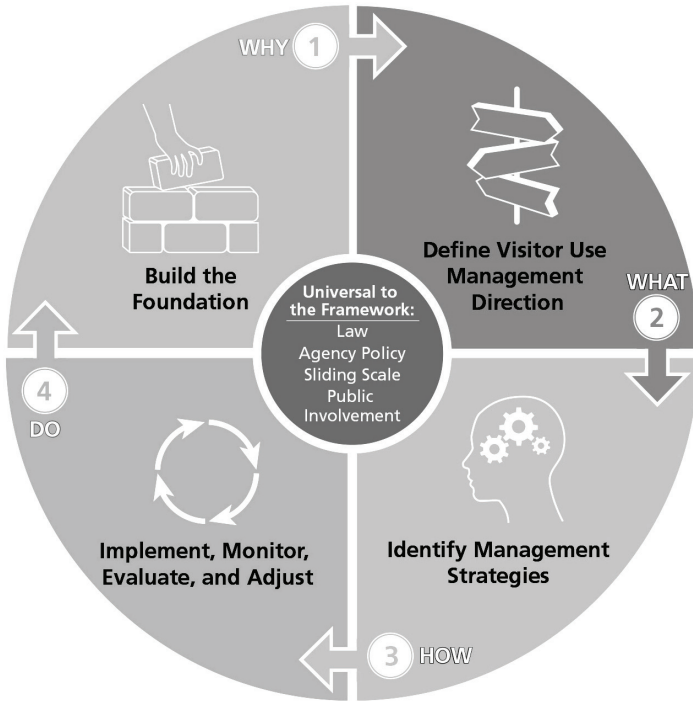 WHY 1
Build the
Foundation
Define Visitor Use
Management
Direction
WHAT
2
Universal to
the Framework:
Law
Agency Policy
Sliding Scale
Public
Involvement
Identify Management
Strategies
3 HOW
Implement, Monitor,
Evaluate, and Adjust
4
DO